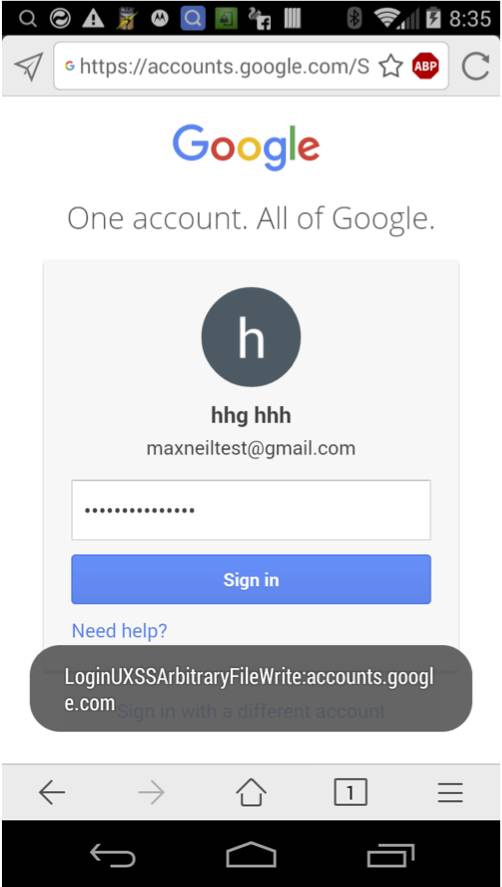 8:35
G https://accounts.google.com/S ABP
Google
One account. All of Google.
h
hhg hhh
maxneiltest@gmail.com
•••••••••••••••
Sign in
Need help?
LoginUXSSArbitraryFileWrite:accounts.googl
e.com
Sign in with a different account
1